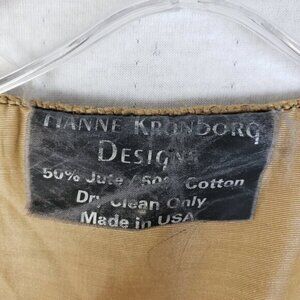 HANNE KRONBORG
DESIGNS
50% Jute / 50% Cotton
Dry Clean Only
Made in USA